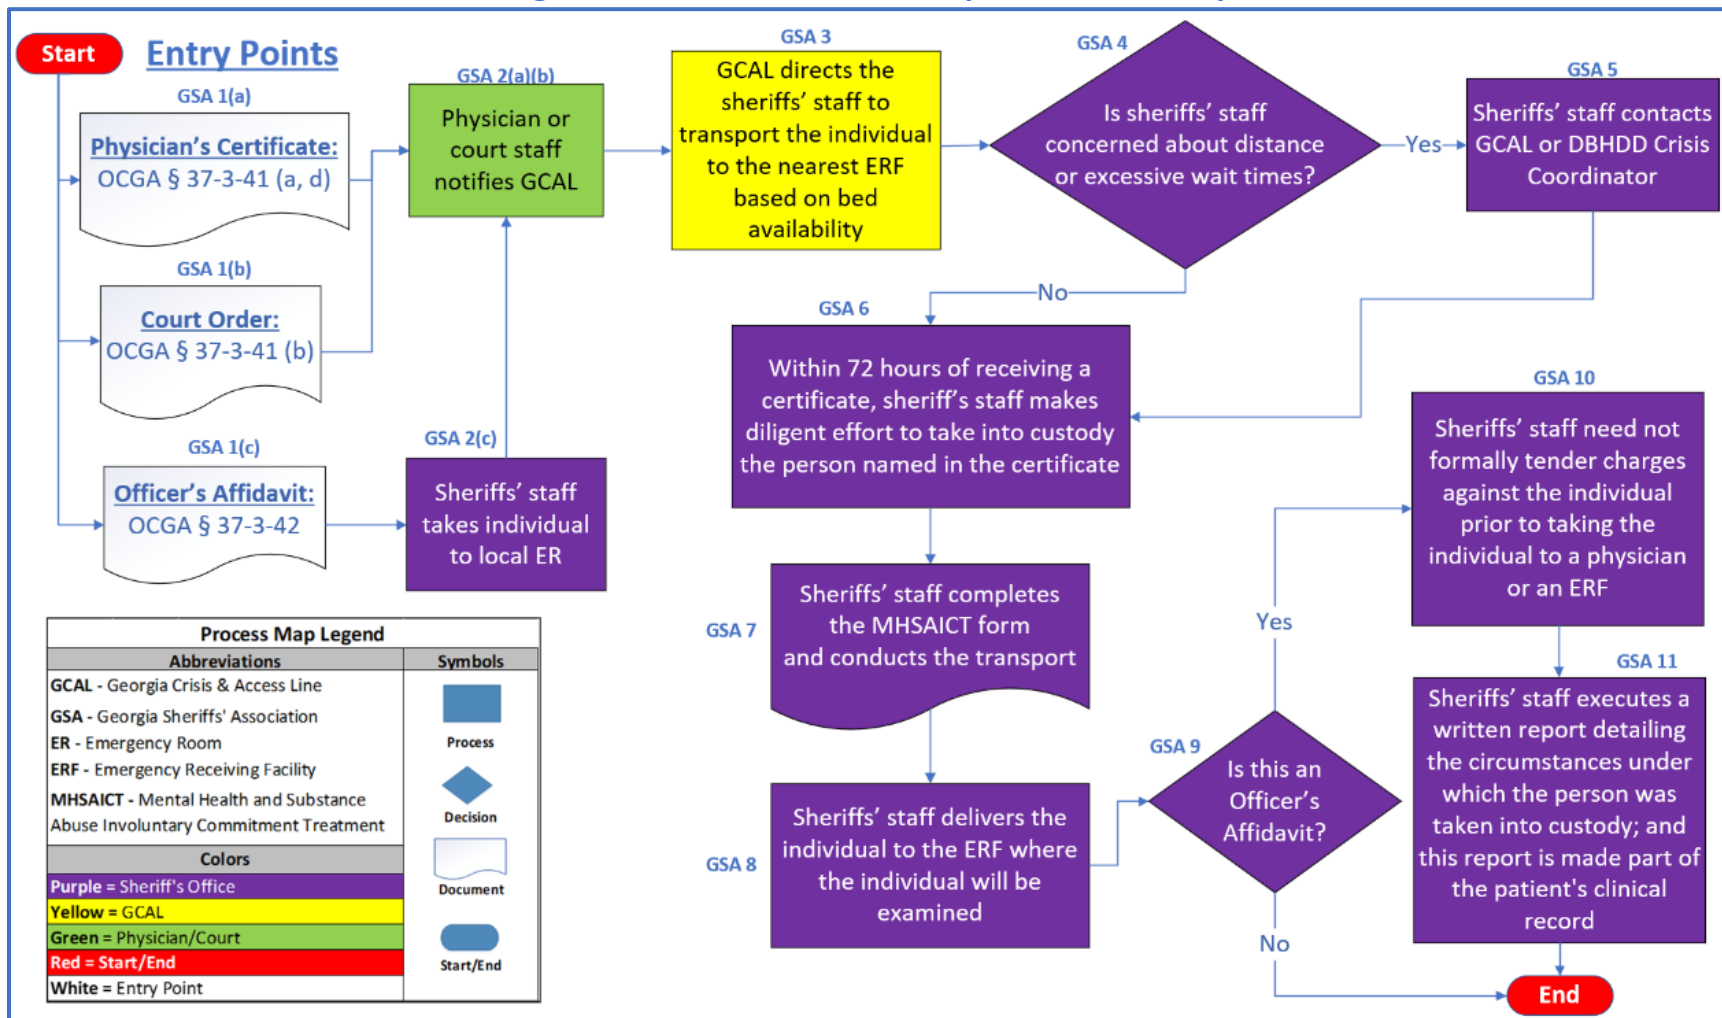 Start
Entry Points
GSA 1(a)
Physician's Certificate:
OCGA § 37-3-41 (a, d)
GSA 1(b)
Court Order:
OCGA § 37-3-41 (b)
GSA 1(c)
Officer's Affidavit:
OCGA § 37-3-42
GSA 2(a)(b)
Physician or
court staff
notifies GCAL
GSA 2(c)
Sheriffs' staff
takes individual
to local ER
GSA 3
GCAL directs the
sheriffs' staff to
transport the individual
to the nearest ERF
based on bed
availability
GSA 4
Is sheriffs' staff
concerned about distance
or excessive wait times?
Yes
No
GSA 5
Sheriff's staff contacts
GCAL or DBHDD Crisis
Coordinator
GSA 6
Within 72 hours of receiving a
certificate, sheriff's staff makes
diligent effort to take into custody
the person named in the certificate
GSA 7
Sheriffs' staff completes
the MHSAICT form
and conducts the transport
GSA 8
Sheriffs' staff delivers the
individual to the ERF where
the individual will be
examined
GSA 9
Is this an
Officer's
Affidavit?
Yes
No
GSA 10
Sheriffs' staff need not
formally tender charges
against the individual
prior to taking the
individual to a physician
or an ERF
GSA 11
Sheriffs' staff executes a
written report detailing
the circumstances under
which the person was
taken into custody; and
this report is made part of
the patient's clinical
record
End
Process Map Legend
Abbreviations
GCAL - Georgia Crisis & Access Line
GSA - Georgia Sheriffs' Association
ER - Emergency Room
ERF - Emergency Receiving Facility
MHSAICT - Mental Health and Substance
Abuse Involuntary Commitment Treatment
Colors
Purple = Sheriff's Office
Yellow = GCAL
Green = Physician/Court
Red = Start/End
White = Entry Point
Symbols
Process
Decision
Document
Start/End